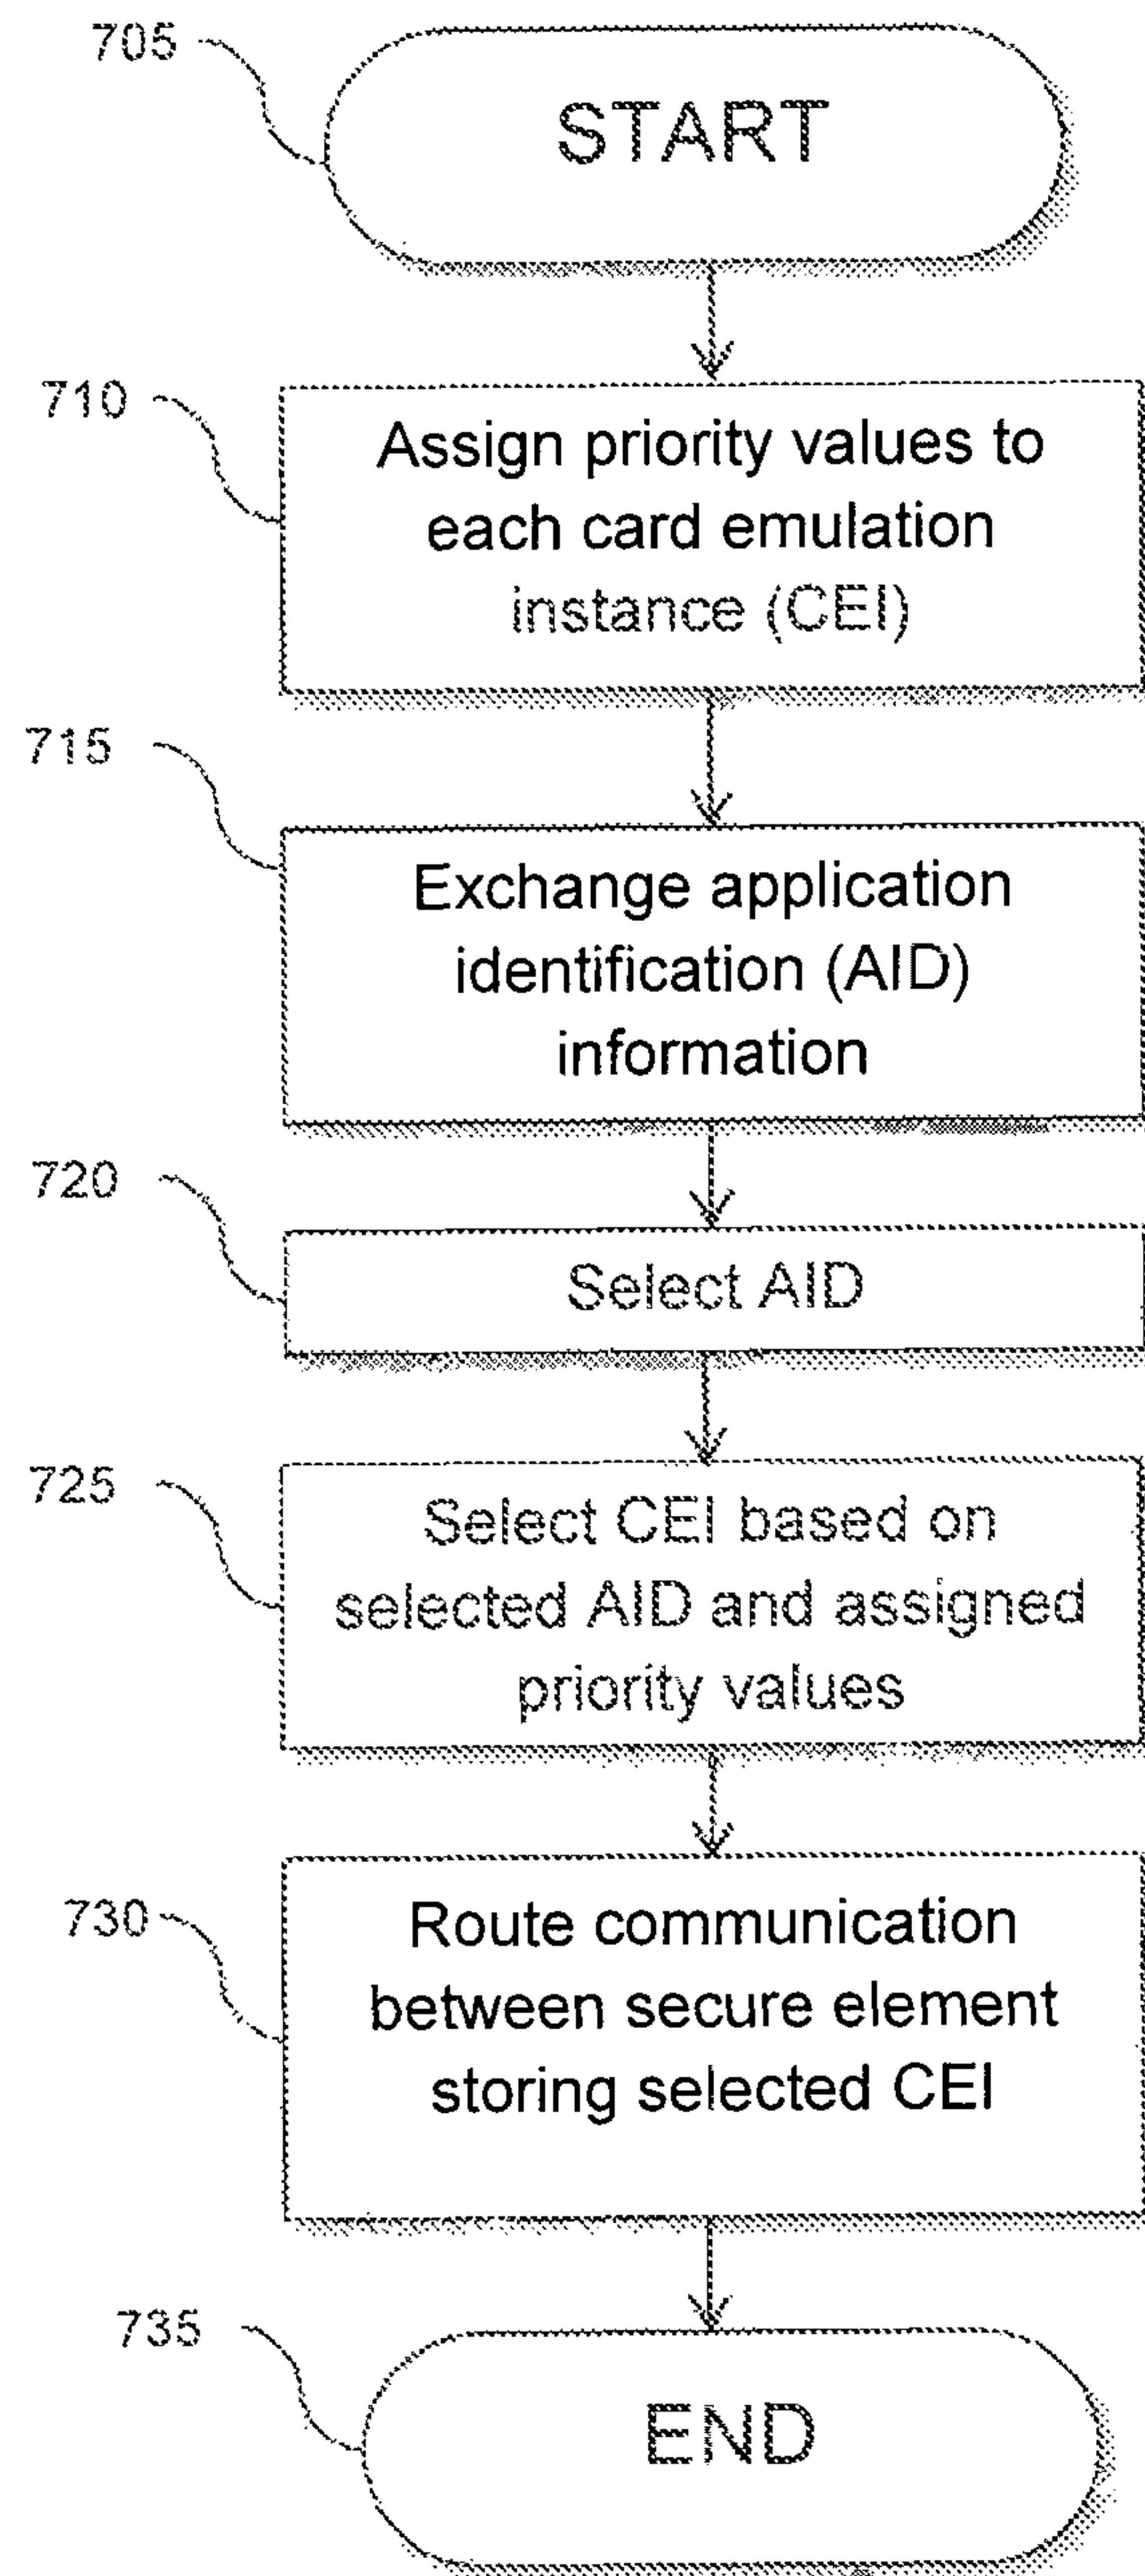 705
START
710
Assign priority values to
each card emulation
instance (CEI)
715
Exchange application
identification (AID)
information
720
Select AID
725
Select CEI based on
selected AID and assigned
priority values
730
Route communication
between secure element
storing selected CEI
735
END